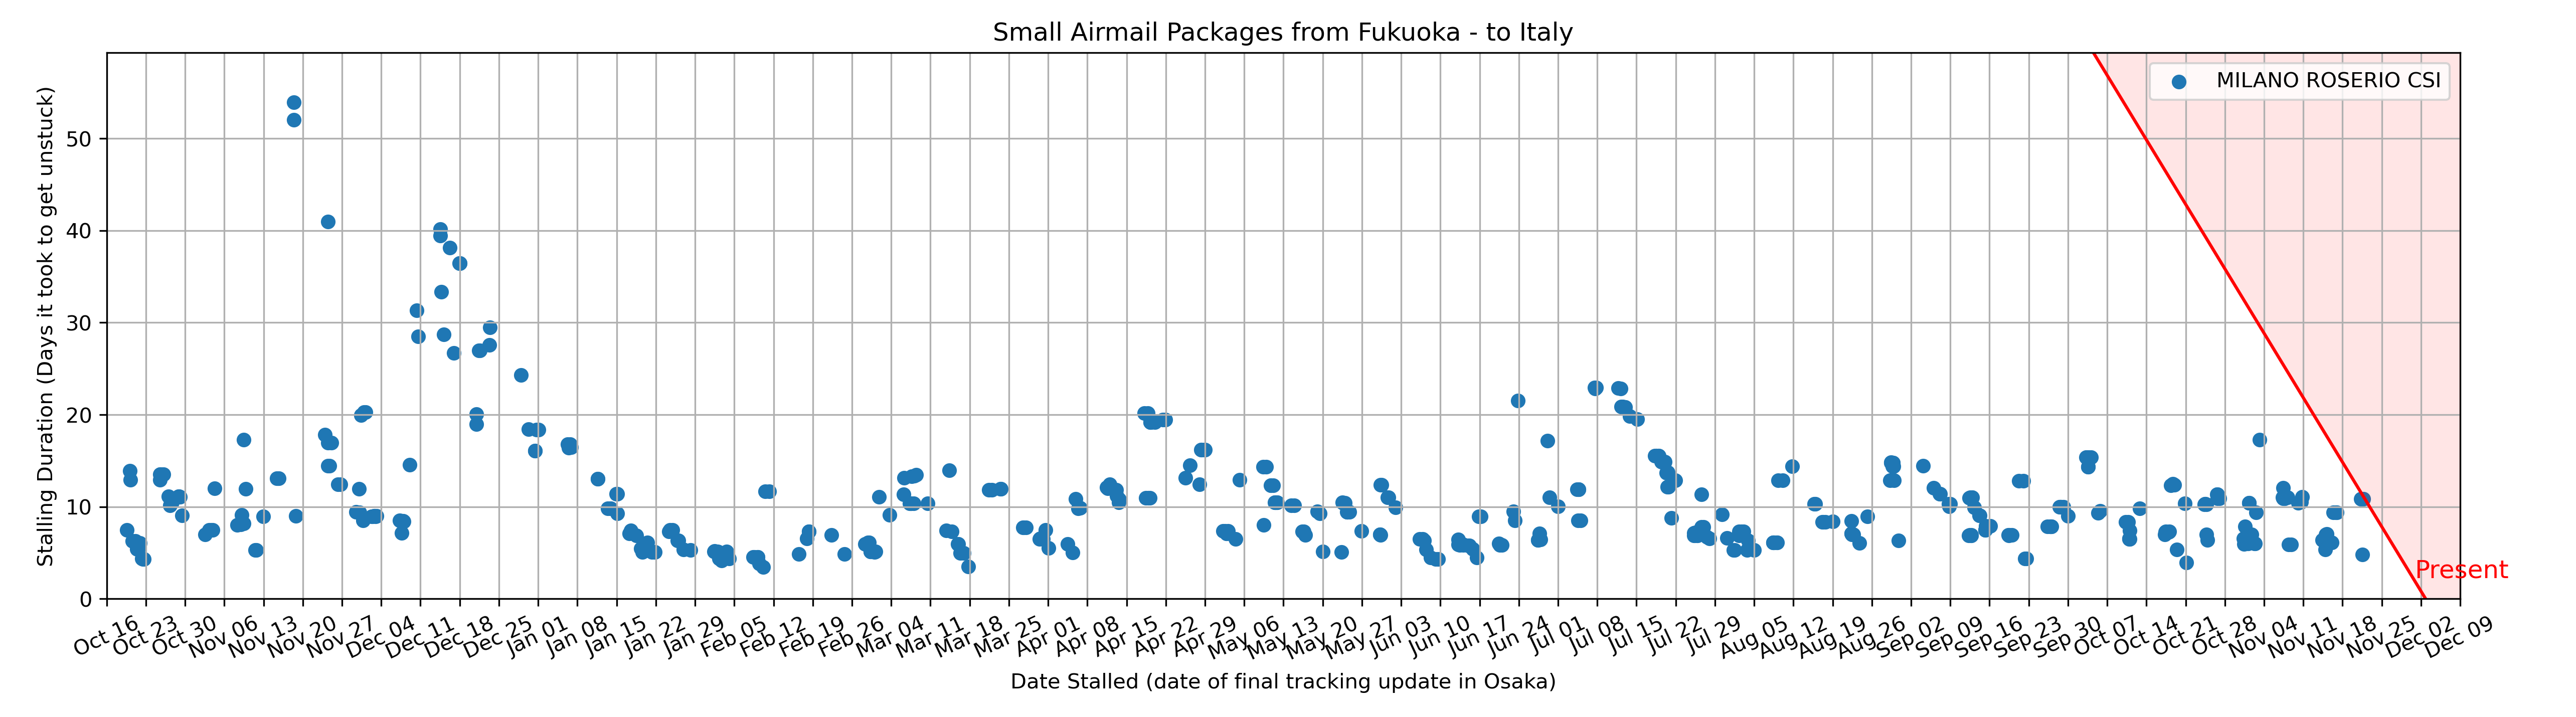 Small Airmail Packages from Fukuoka - to Italy
MILANO ROSERIO CSI
Stalling Duration (Days it took to get unstuck)
50
40
30
20
10
0
Present
Oct 16
Oct 23
Oct 30
Nov 06
Nov 13
Nov 20
Nov 27
Dec 04
Dec 11
Dec 18
Dec 25
Jan 01
Jan 08
Jan 15
Jan 22
Jan 29
Feb 05
Feb 12
Feb 19
Feb 26
Mar 04
Mar 11
Mar 18
Mar 25
Apr 01
Apr 08
Apr 15
Apr 22
Apr 29
May 06
May 13
May 20
May 27
Jun 03
Jun 10
Jun 17
Jun 24
Jul 01
Jul 08
Jul 15
Jul 22
Jul 29
Aug 05
Aug 12
Aug 19
Aug 26
Sep 02
Sep 09
Sep 16
Sep 23
Sep 30
Oct 07
Oct 14
Oct 21
Oct 28
Nov 04
Nov 11
Nov 18
Nov 25
Dec 02
Dec 09
Date Stalled (date of final tracking update in Osaka)